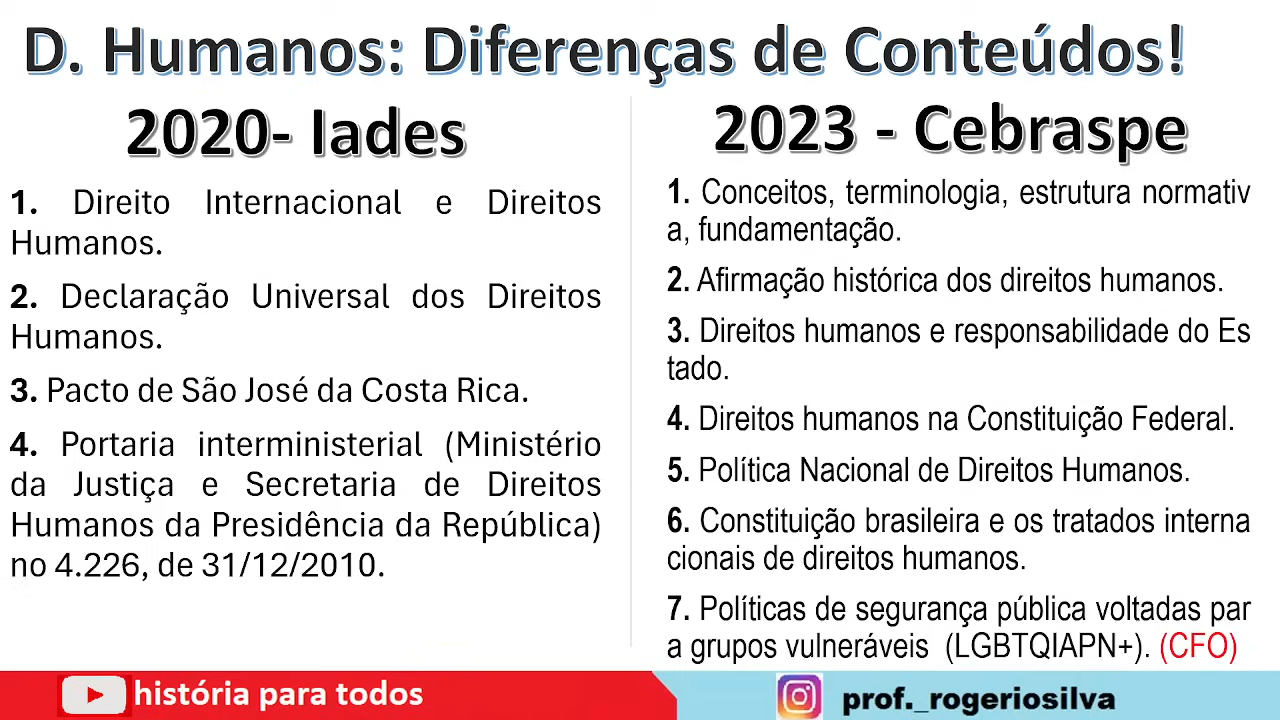 D. Humanos: Diferenças de Conteúdos!
2020- Iades
1. Direito Internacional e Direitos
Humanos.
2. Declaração Universal dos Direitos
Humanos.
3. Pacto de São José da Costa Rica.
4. Portaria interministerial (Ministério
da Justiça e Secretaria de Direitos
Humanos da Presidência da República)
no 4.226, de 31/12/2010.
2023 - Cebraspe
1. Conceitos, terminologia, estrutura normativ
a, fundamentação.
2. Afirmação histórica dos direitos humanos.
3. Direitos humanos e responsabilidade do Es
tado.
4. Direitos humanos na Constituição Federal.
5. Política Nacional de Direitos Humanos.
6. Constituição brasileira e os tratados interna
cionais de direitos humanos.
7. Políticas de segurança pública voltadas par
a grupos vulneráveis (LGBTQIAPN+). (CFO)
história para todos
prof._rogeriosilva